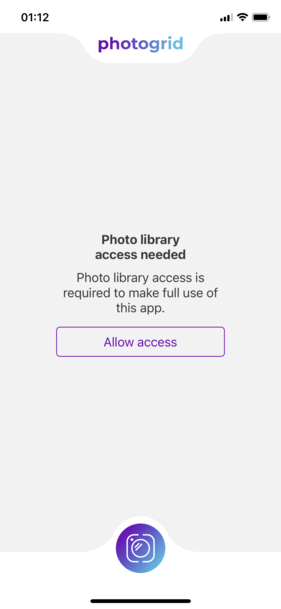 01:12
photogrid
Photo library
access needed
Photo library access is
required to make full use of
this app.
Allow access